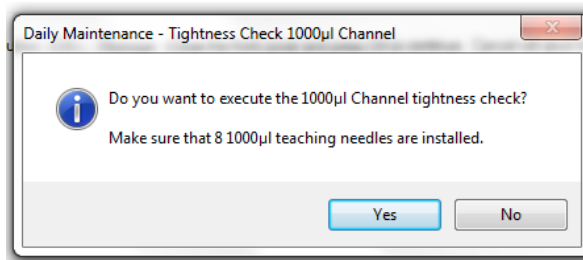 Daily Maintenance - Tightness Check 1000µl Channel
Do you want to execute the 1000µl Channel tightness check?
Make sure that 8 1000µl teaching needles are installed.
Yes
No